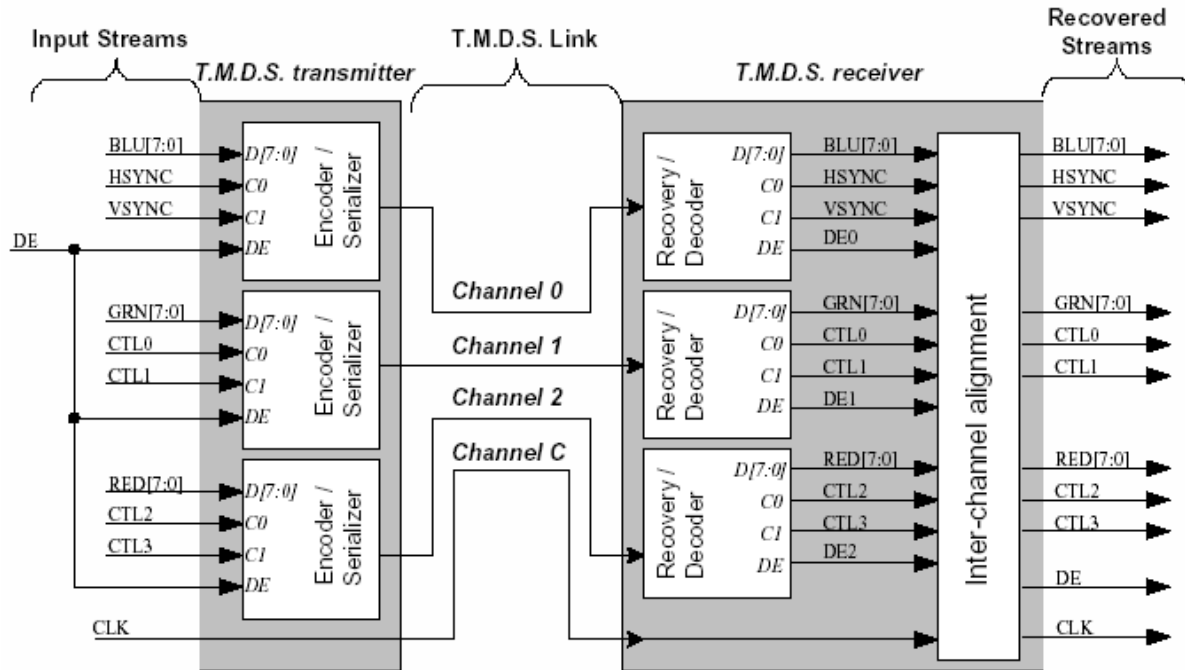 Input Streams
T.M.D.S. Link
Recovered
Streams
T.M.D.S. transmitter
T.M.D.S. receiver
BLU[7:0]
HSYNC
VSYNC
DE
D[7:0]
C0
C1
DE
Encoder /
Serializer
GRN[7:0]
CTL0
CTL1
D[7:0]
C0
C1
DE
Encoder /
Serializer
RED[7:0]
CTL2
CTL3
D[7:0]
C0
C1
DE
Encoder /
Serializer
CLK
Channel 0
Channel 1
Channel 2
Channel C
Recovery /
Decoder
D[7:0]
C0
C1
DE
BLU[7:0]
HSYNC
VSYNC
DE0
Recovery /
Decoder
D[7:0]
C0
C1
DE
GRN[7:0]
CTL0
CTL1
DE1
Recovery /
Decoder
D[7:0]
C0
C1
DE
RED[7:0]
CTL2
CTL3
DE2
Inter-channel alignment
BLU[7:0]
HSYNC
VSYNC
GRN[7:0]
CTL0
CTL1
RED[7:0]
CTL2
CTL3
DE
CLK